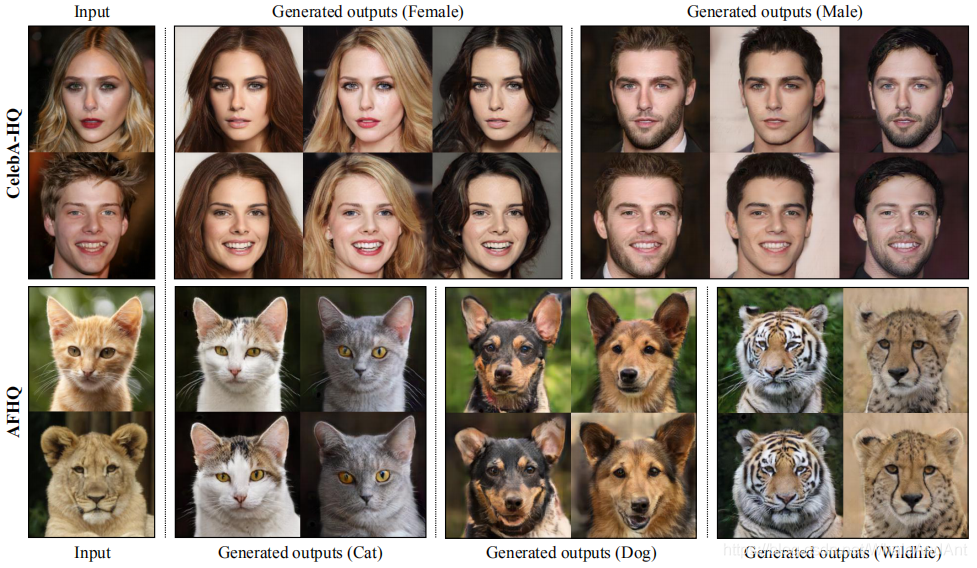 Input
Generated outputs (Female)
Generated outputs (Male)
CelebA-HQ
AFHQ
Input
Generated outputs (Cat)
Generated outputs (Dog)
Generated outputs (Wildlife)